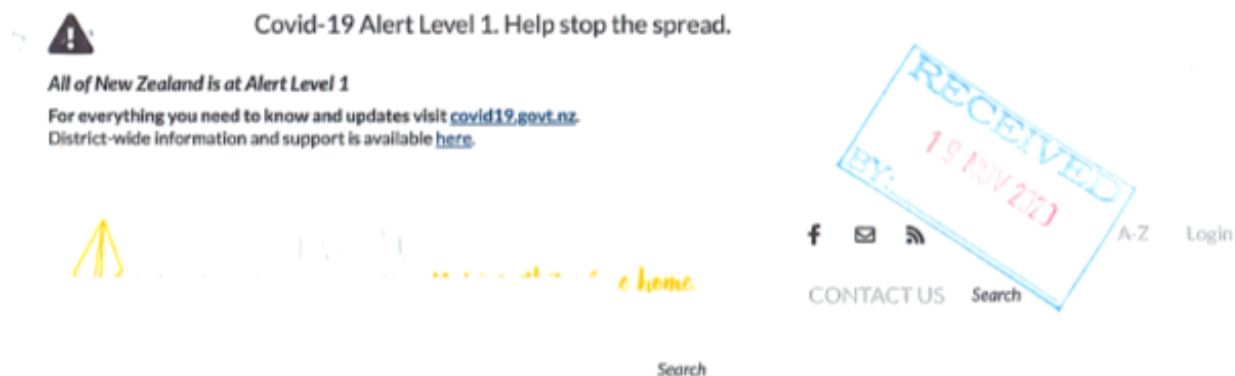 Covid-19 Alert Level 1. Help stop the spread.
All of New Zealand is at Alert Level 1
For everything you need to know and updates visit covid19.govt.nz.
District-wide information and support is available here.
RECEIVED
19 NOV 2020
BY:
A-Z Login
home.
CONTACT US Search
Search